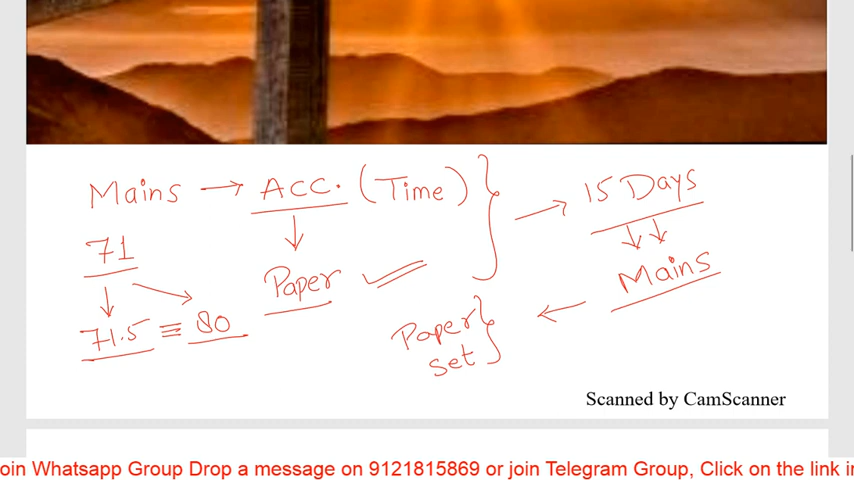 Mains → ACC. (Time) } → 15 Days
71 ↓ ↓↓
↓ ↘ Paper ✓ Mains
71.5 ≡ 80 Paper set } ←
Scanned by CamScanner
oin Whatsapp Group Drop a message on 9121815869 or join Telegram Group, Click on the link i